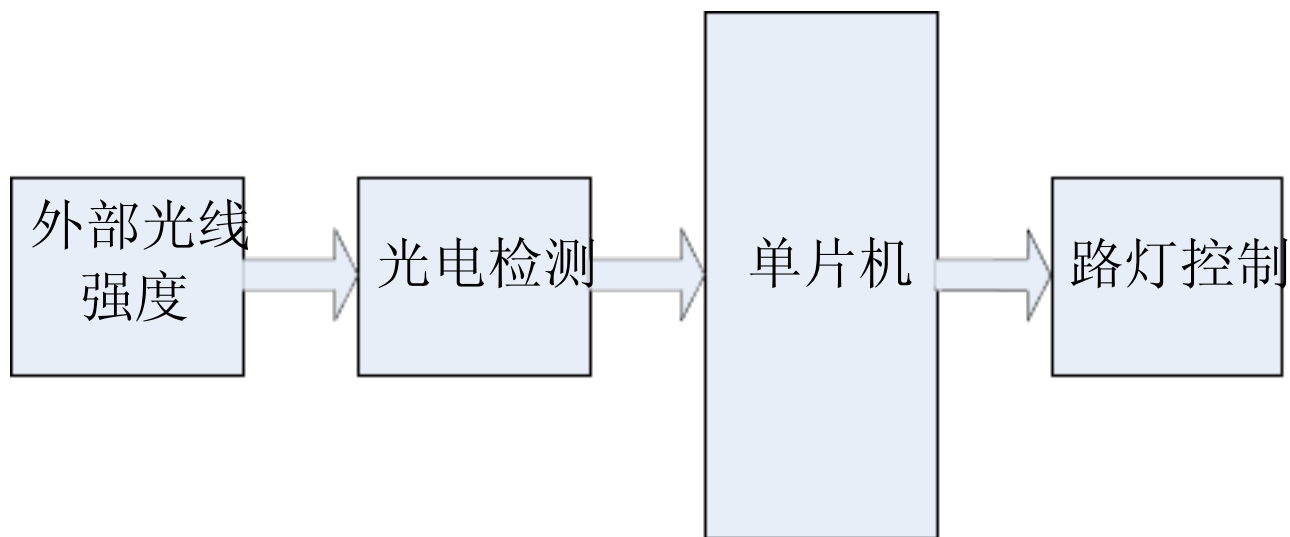 外部光线
强度
光电检测
单片机
路灯控制